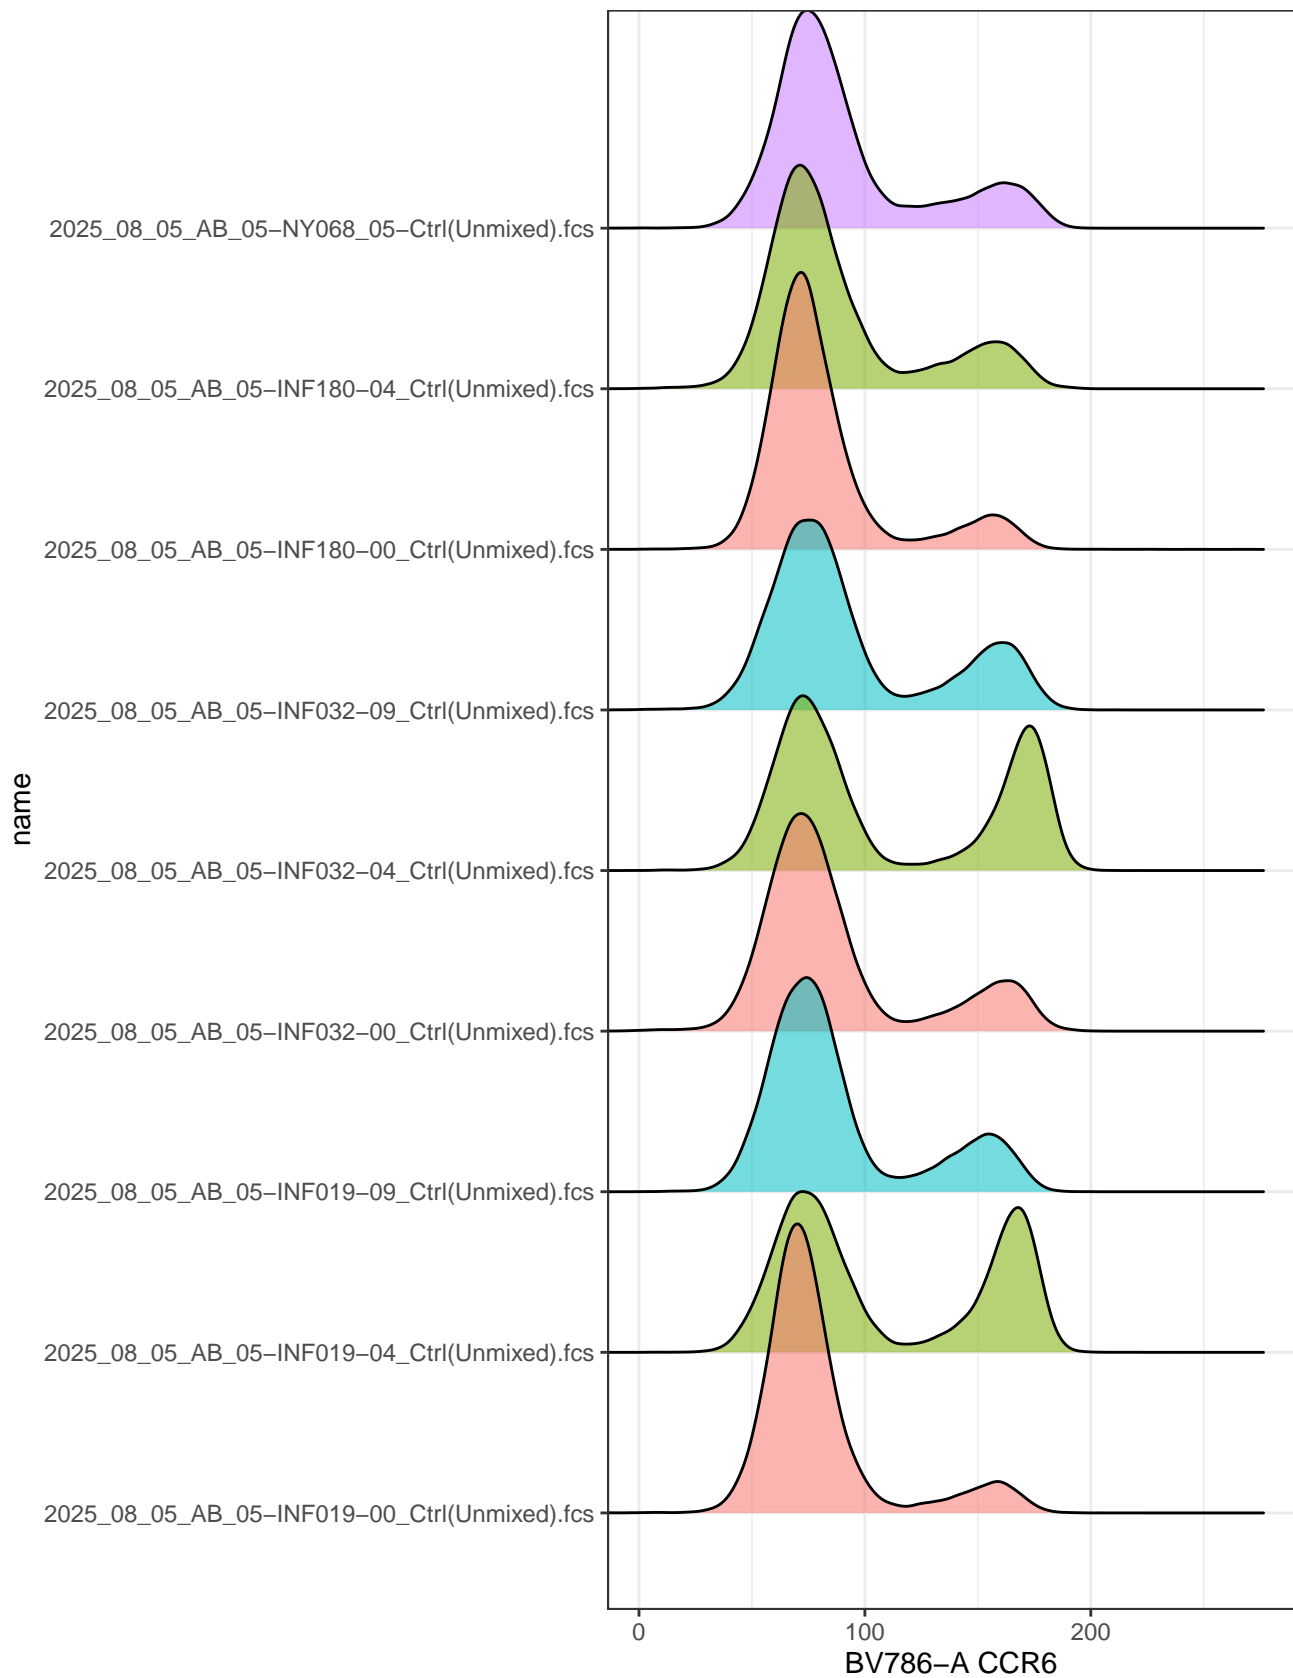 2025_08_05_AB_05−NY068_05−Ctrl(Unmixed).fcs
2025_08_05_AB_05−INF180−04_Ctrl(Unmixed).fcs
2025_08_05_AB_05−INF180−00_Ctrl(Unmixed).fcs
2025_08_05_AB_05−INF032−09_Ctrl(Unmixed).fcs
name
2025_08_05_AB_05−INF032−04_Ctrl(Unmixed).fcs
2025_08_05_AB_05−INF032−00_Ctrl(Unmixed).fcs
2025_08_05_AB_05−INF019−09_Ctrl(Unmixed).fcs
2025_08_05_AB_05−INF019−04_Ctrl(Unmixed).fcs
2025_08_05_AB_05−INF019−00_Ctrl(Unmixed).fcs
0 100 200
BV786−A CCR6